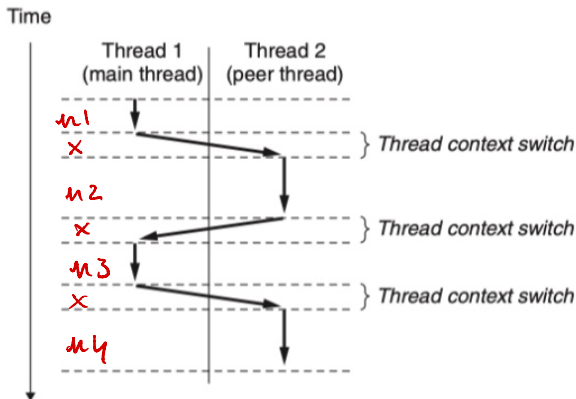 Time
Thread 1
(main thread)
Thread 2
(peer thread)
n1
x
} Thread context switch
n2
x
} Thread context switch
n3
x
} Thread context switch
n4